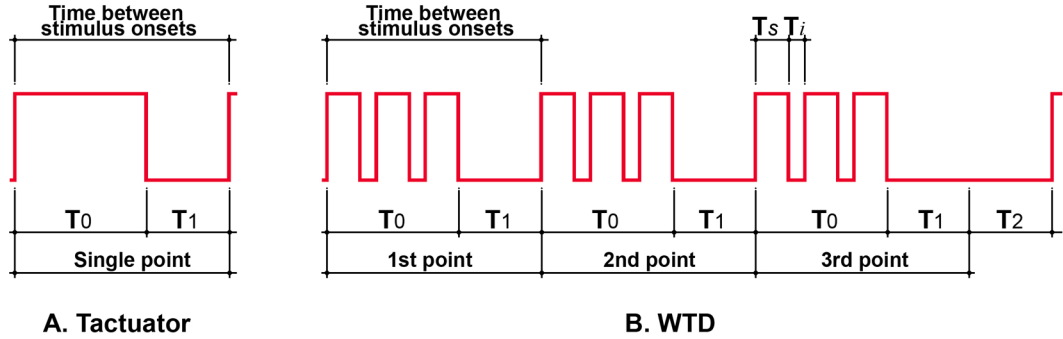 Time between
stimulus onsets
T0
T1
Single point
A. Tactuator
Time between
stimulus onsets
Ts Ti
T0
T1
T0
T1
T0
T1
T2
1st point
2nd point
3rd point
B. WTD